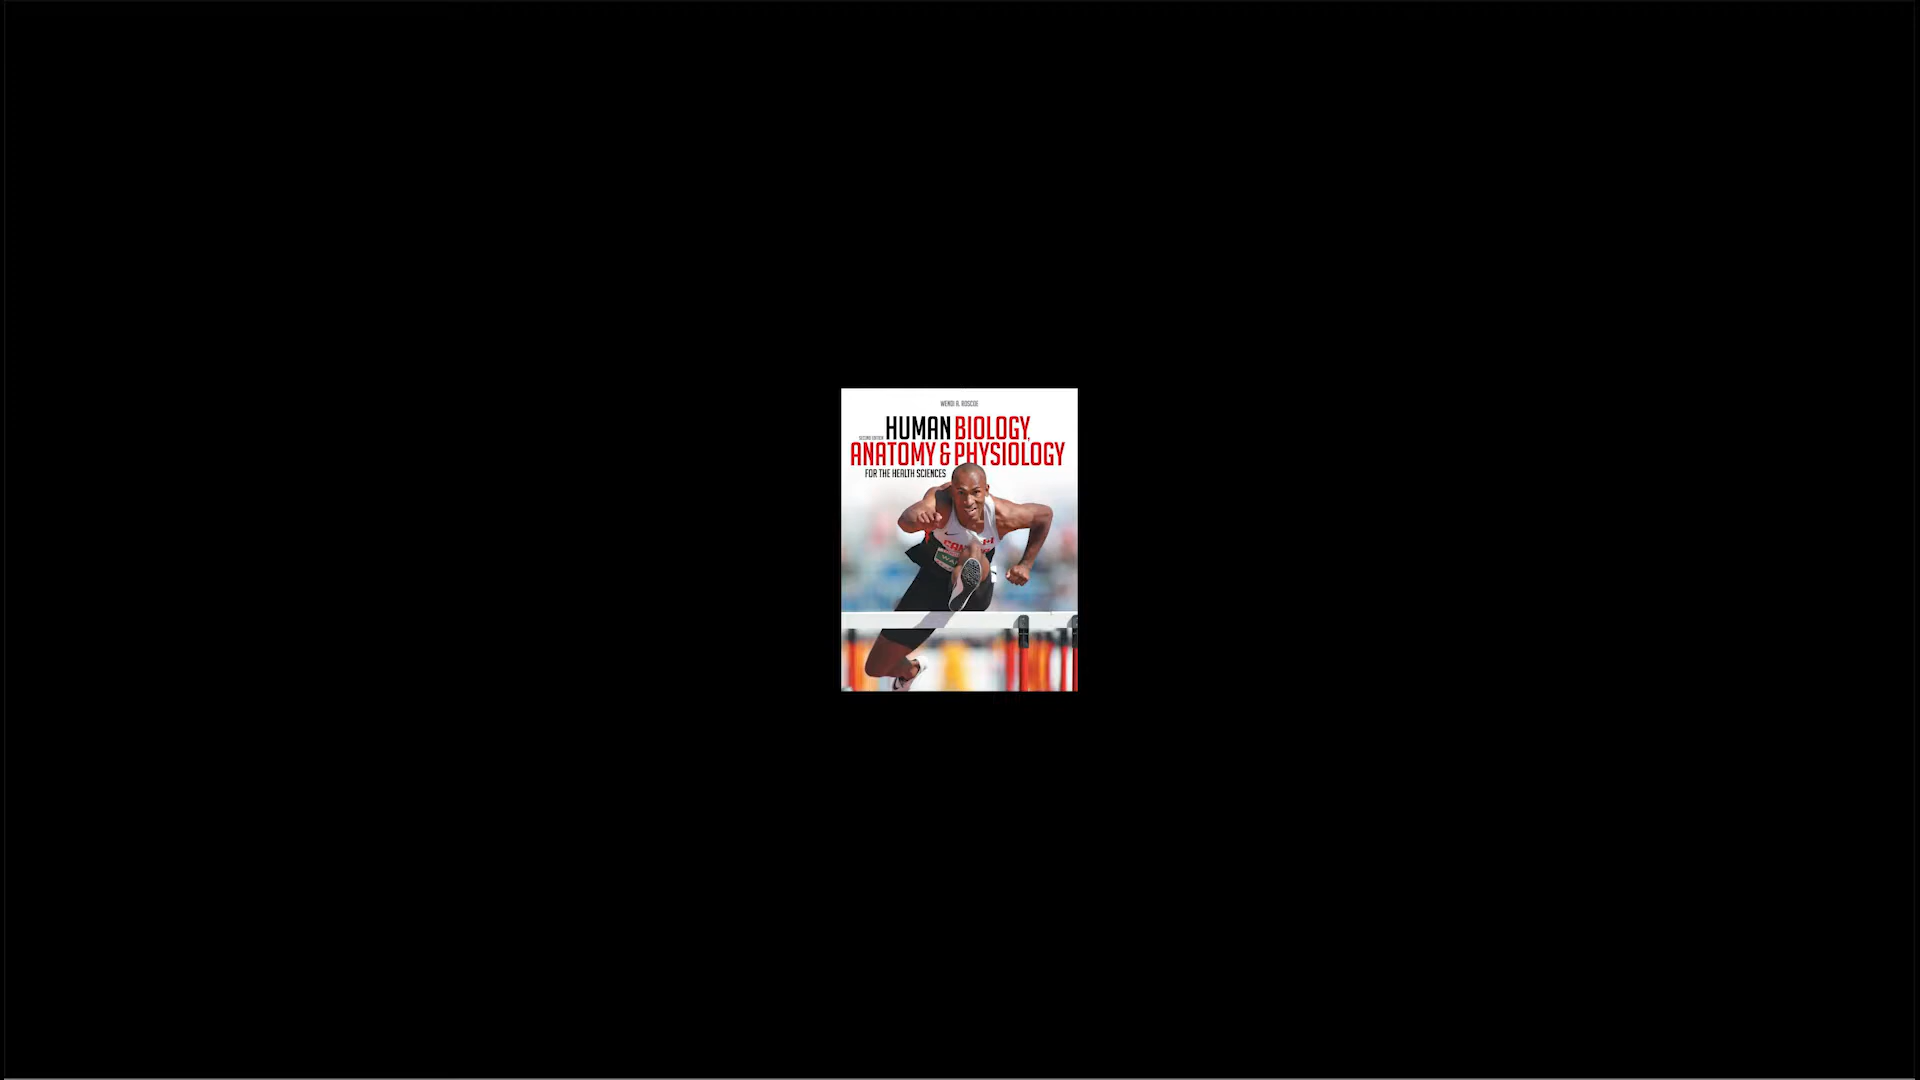 WENDI A. ROSCOE
SECOND EDITION HUMAN BIOLOGY,
ANATOMY & PHYSIOLOGY
FOR THE HEALTH SCIENCES